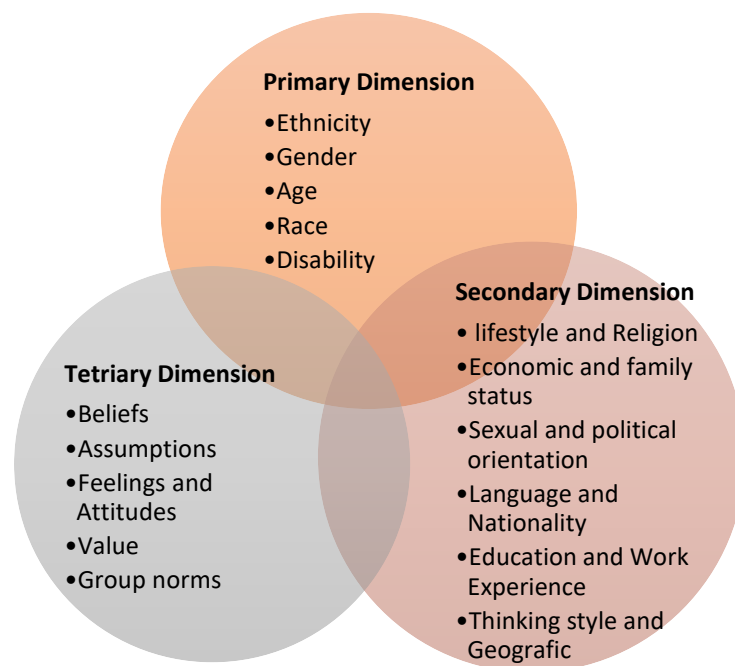 Primary Dimension
•Ethnicity
•Gender
•Age
•Race
•Disability
Secondary Dimension
• lifestyle and Religion
•Economic and family
status
•Sexual and political
orientation
•Language and
Nationality
•Education and Work
Experience
•Thinking style and
Geografic
Tetriary Dimension
•Beliefs
•Assumptions
•Feelings and
Attitudes
•Value
•Group norms